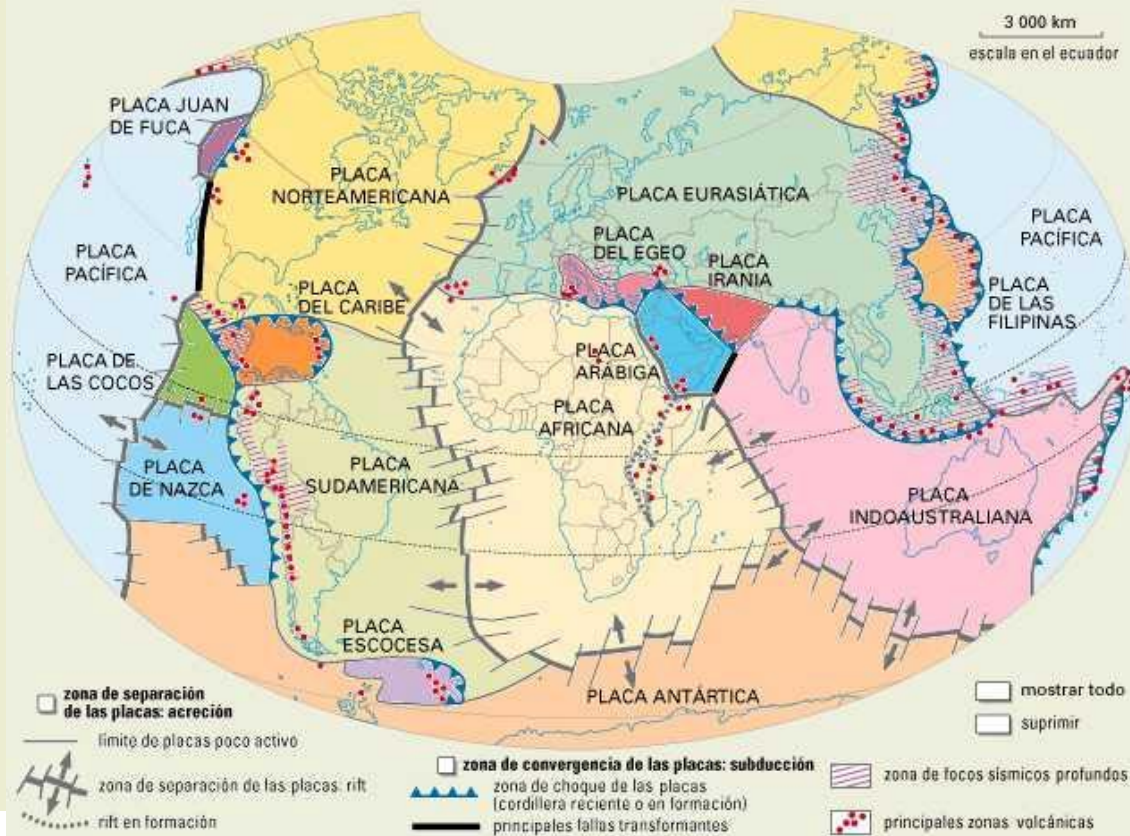 3 000 km
escala en el ecuador
PLACA JUAN
DE FUCA
PLACA
NORTEAMERICANA
PLACA EURASIÁTICA
PLACA
PACÍFICA
PLACA
DEL EGEO
PLACA
IRANIA
PLACA
PACÍFICA
PLACA
DEL CARIBE
PLACA
DE LAS
FILIPINAS
PLACA DE
LAS COCOS
PLACA
ARÁBIGA
PLACA
AFRICANA
PLACA
DE NAZCA
PLACA
SUDAMERICANA
PLACA
INDOAUSTRALIANA
PLACA
ESCOCESA
PLACA ANTÁRTICA
zona de separación
de las placas: acreción
límite de placas poco activo
zona de separación de las placas: rift
rift en formación
zona de convergencia de las placas: subducción
zona de choque de las placas
(cordillera reciente o en formación)
principales fallas transformantes
mostrar todo
suprimir
zona de focos sísmicos profundos
principales zonas volcánicas